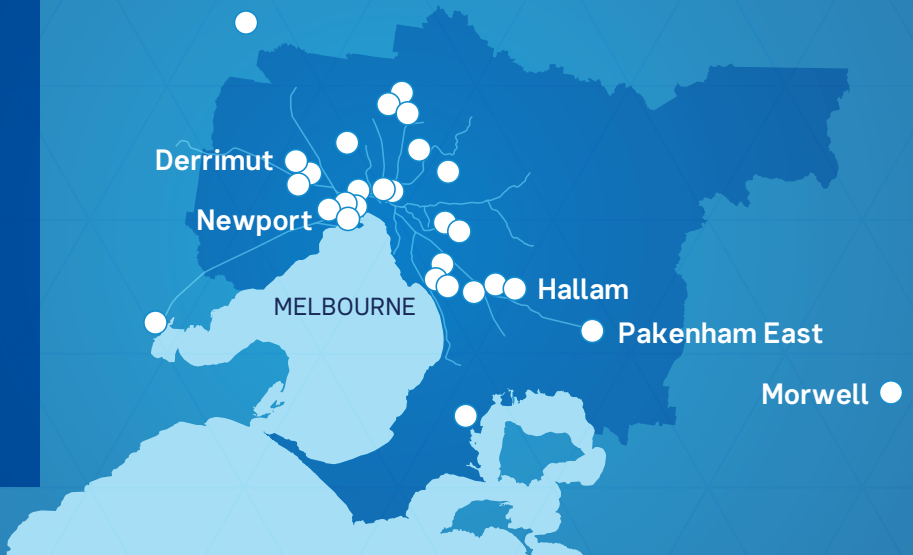 Derrimut
Newport
MELBOURNE
Hallam
Pakenham East
Morwell